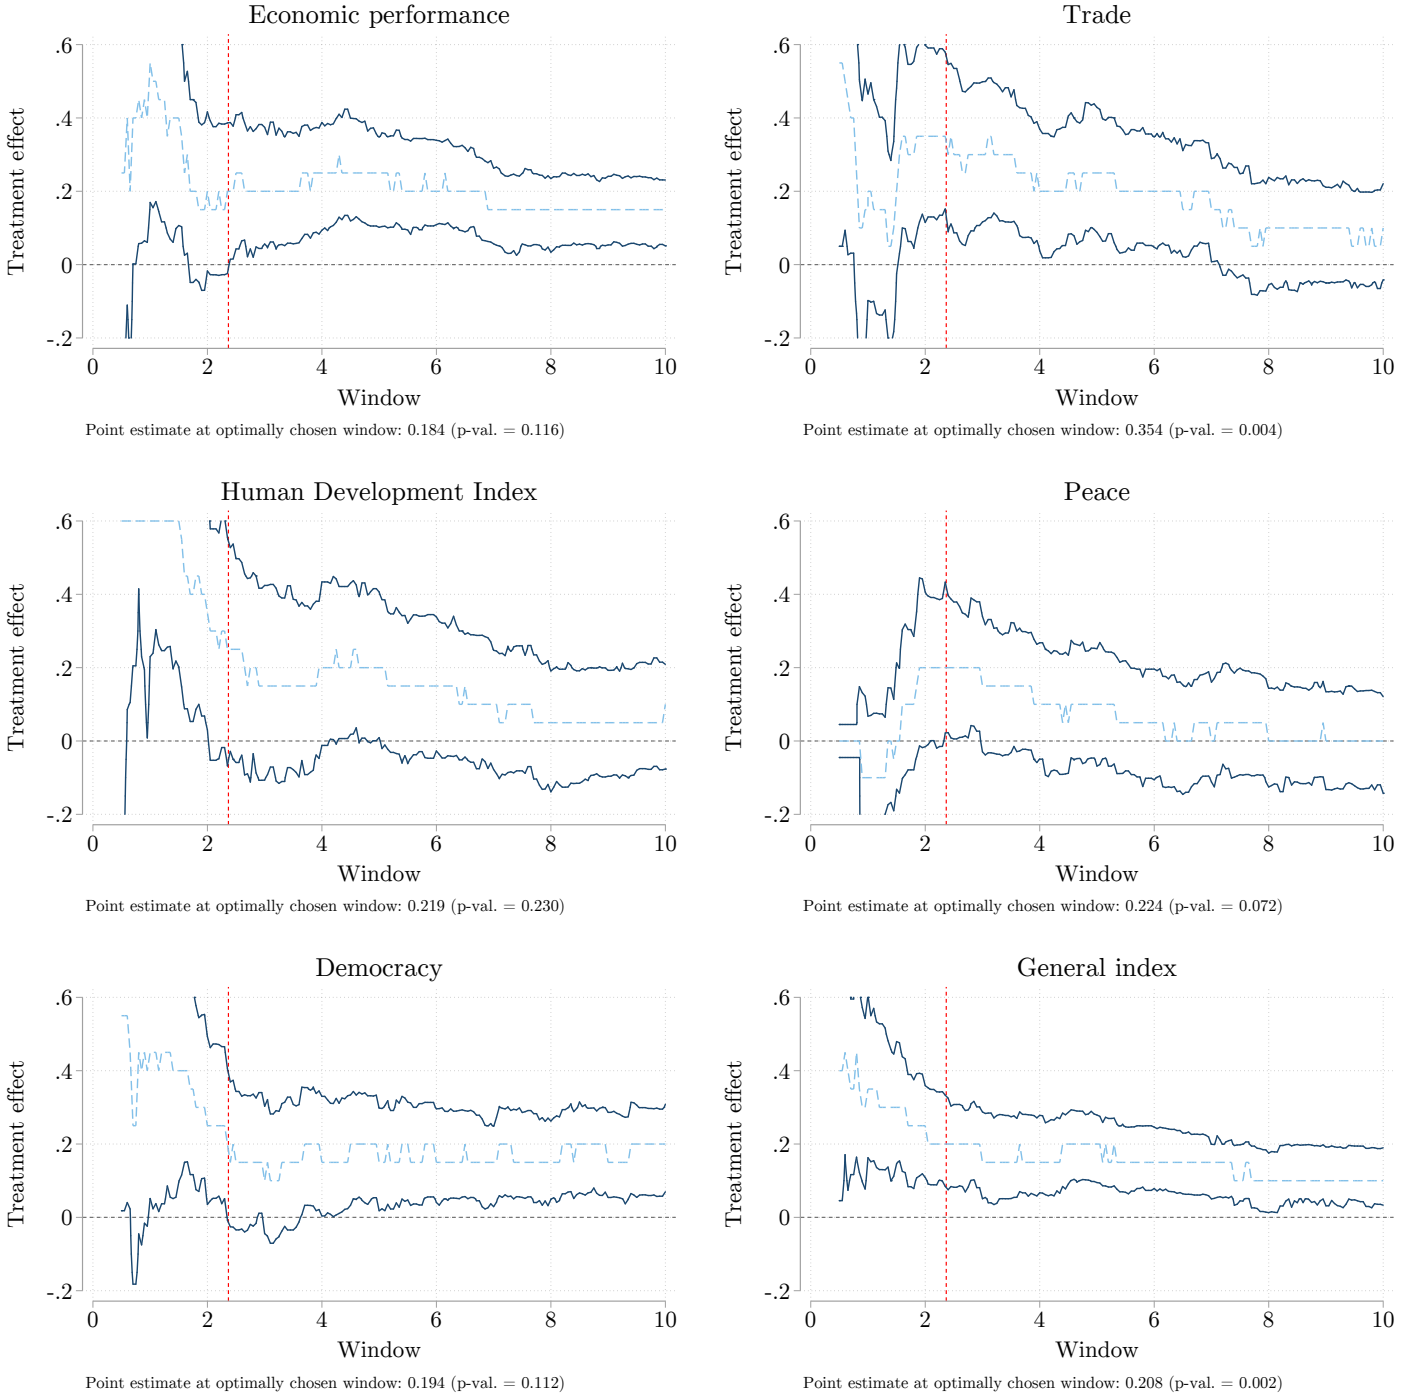 Economic performance
Treatment effect
.6
.4
.2
0
-.2
0 2 4 6 8 10
Window
Point estimate at optimally chosen window: 0.184 (p-val. = 0.116)
Trade
Treatment effect
.6
.4
.2
0
-.2
0 2 4 6 8 10
Window
Point estimate at optimally chosen window: 0.354 (p-val. = 0.004)
Human Development Index
Treatment effect
.6
.4
.2
0
-.2
0 2 4 6 8 10
Window
Point estimate at optimally chosen window: 0.219 (p-val. = 0.230)
Peace
Treatment effect
.6
.4
.2
0
-.2
0 2 4 6 8 10
Window
Point estimate at optimally chosen window: 0.224 (p-val. = 0.072)
Democracy
Treatment effect
.6
.4
.2
0
-.2
0 2 4 6 8 10
Window
Point estimate at optimally chosen window: 0.194 (p-val. = 0.112)
General index
Treatment effect
.6
.4
.2
0
-.2
0 2 4 6 8 10
Window
Point estimate at optimally chosen window: 0.208 (p-val. = 0.002)